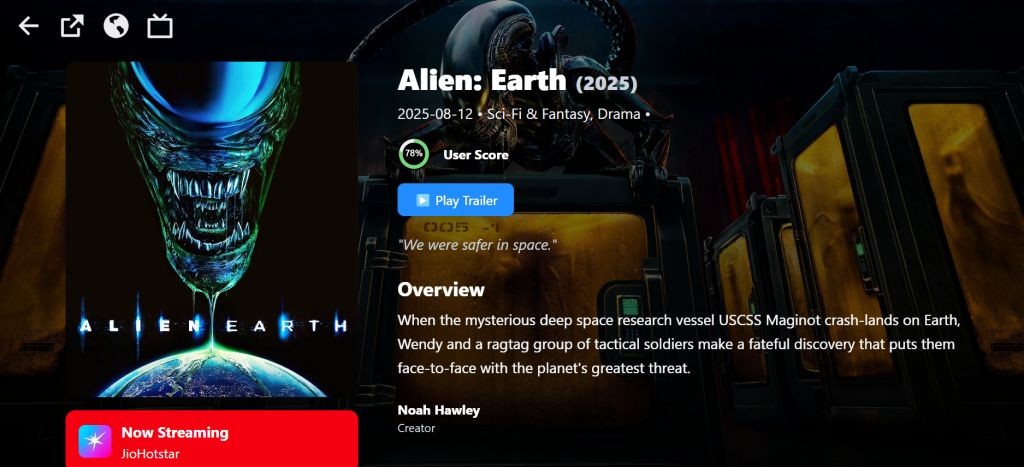 Alien: Earth (2025)
2025-08-12 • Sci-Fi & Fantasy, Drama •
78% User Score
Play Trailer
005 -1
"We were safer in space."
Overview
When the mysterious deep space research vessel USCSS Maginot crash-lands on Earth,
Wendy and a ragtag group of tactical soldiers make a fateful discovery that puts them
face-to-face with the planet's greatest threat.
Noah Hawley
Creator
ALIEN EARTH
Now Streaming
JioHotstar